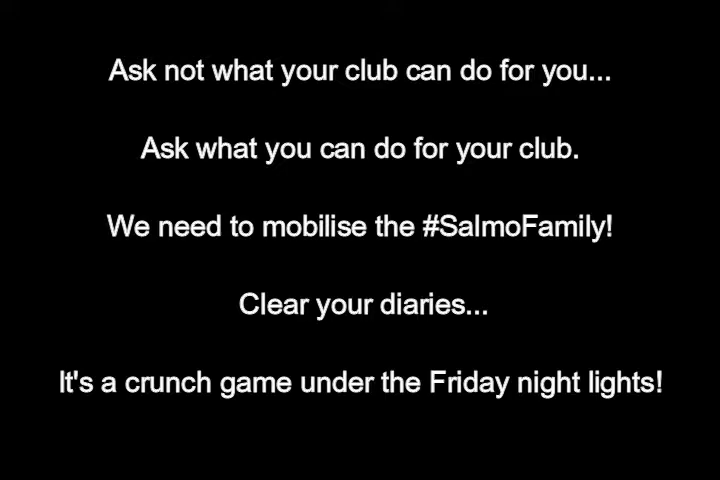 Ask not what your club can do for you...
Ask what you can do for your club.
We need to mobilise the #SalmoFamily!
Clear your diaries...
It's a crunch game under the Friday night lights!